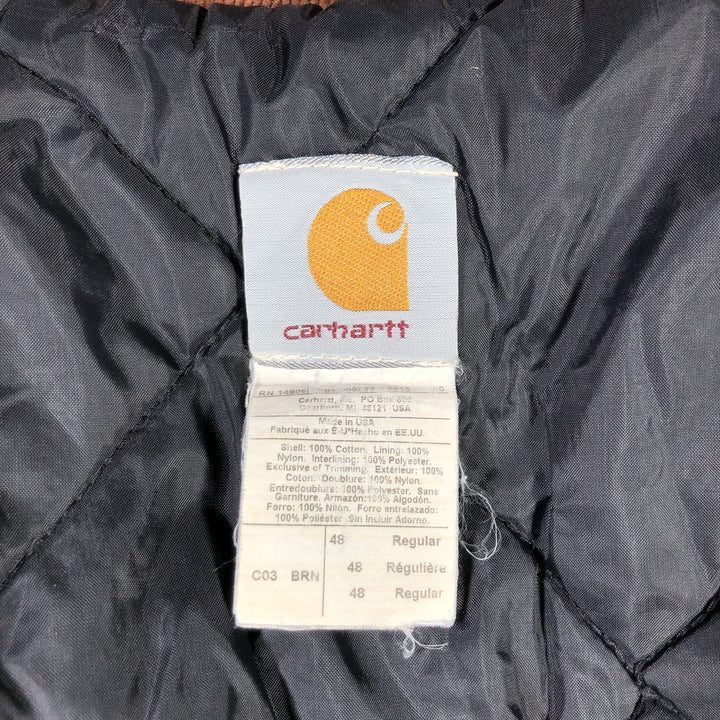 carhartt
RN 14806
Carhartt, Inc. PO Box 600
Dearborn, MI 48121 USA
Made in USA
Fabriqué aux É-U*Hecho en EE.UU.
Shell: 100% Cotton. Lining: 100%
Nylon. Interlining: 100% Polyester.
Exclusive of Trimming. Extérieur: 100%
Coton. Doublure: 100% Nylon.
Entredoublure: 100% Polyester. Sans
Garniture. Armazón:100% Algodón.
Forro: 100% Nilón. Forro entrelazado:
100% Poliéster .Sin Incluir Adorno.
48 Regular
48 Régulière
C03 BRN
48 Regular